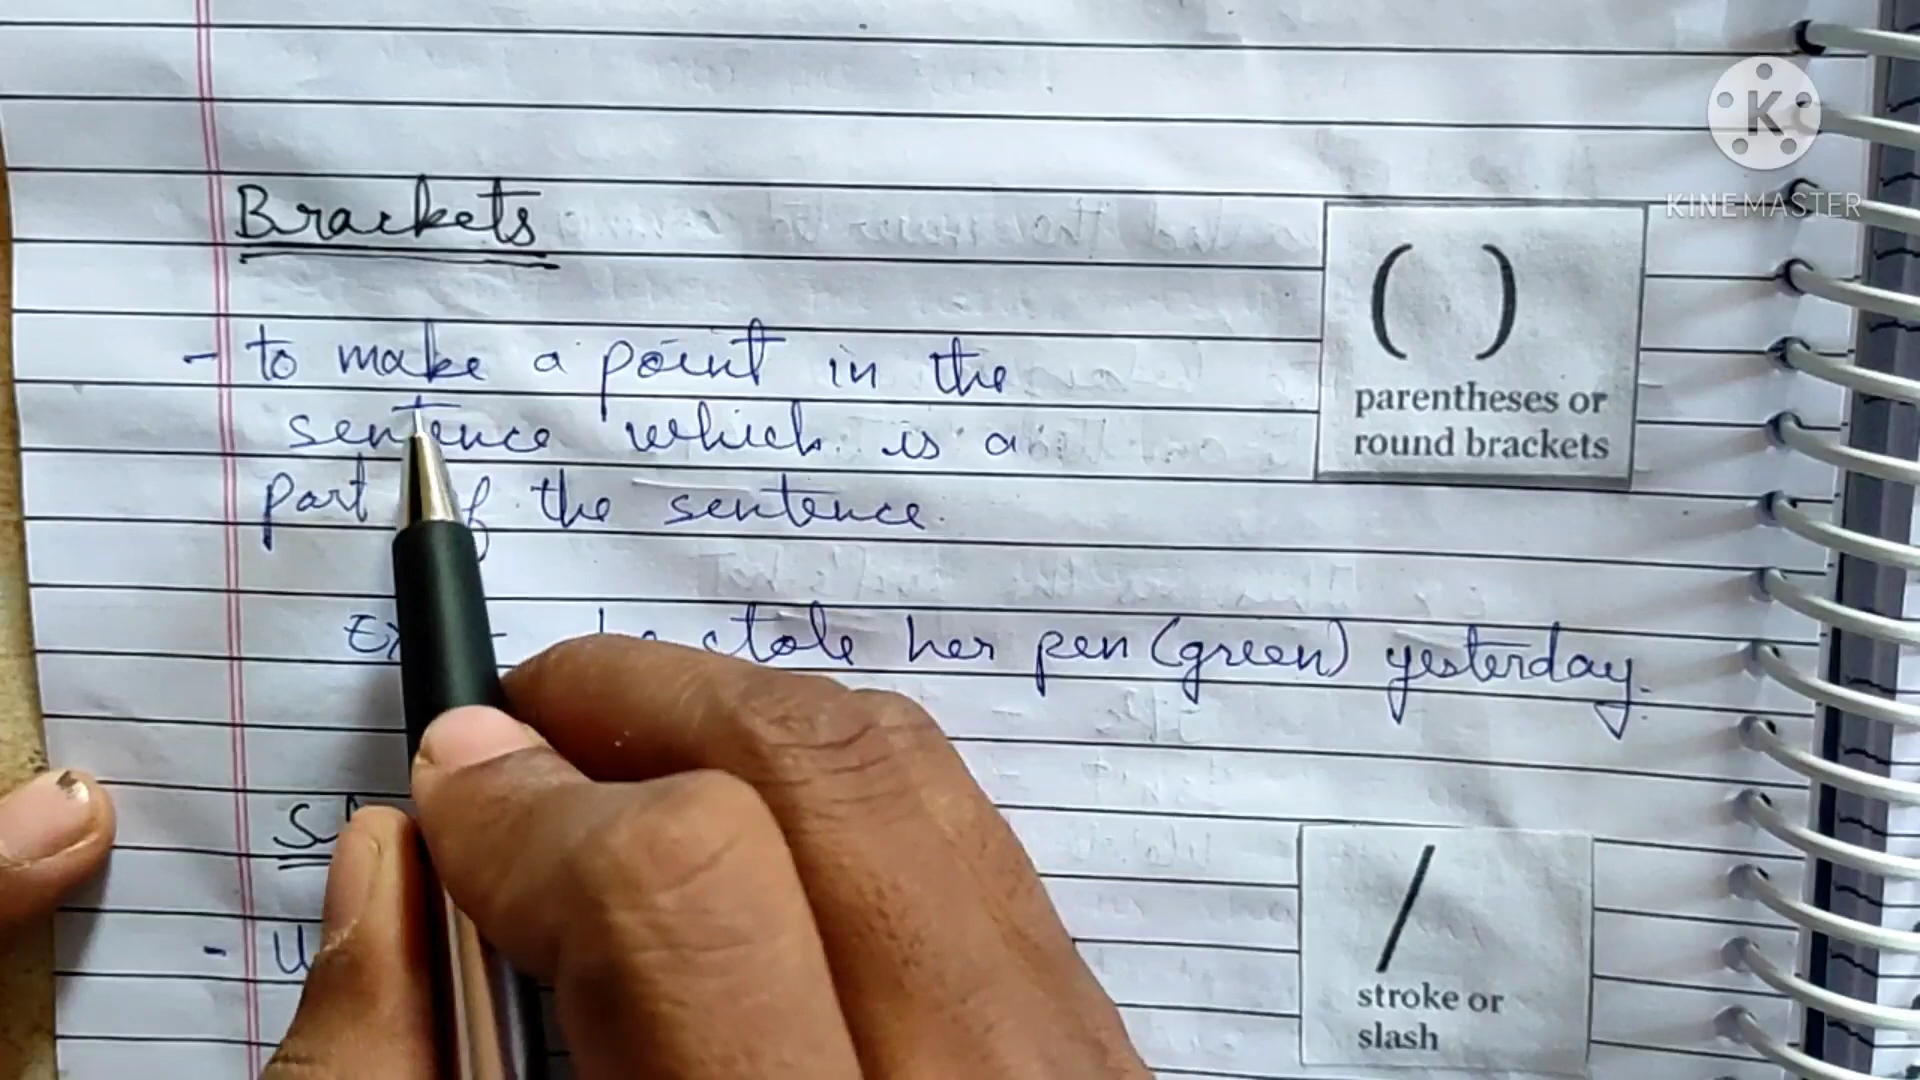 K
KINEMASTER
Brackets
( )
parentheses or
round brackets
- to make a point in the
sentence which is a
part of the sentence.
stole her pen (green) yesterday.
/
stroke or
slash